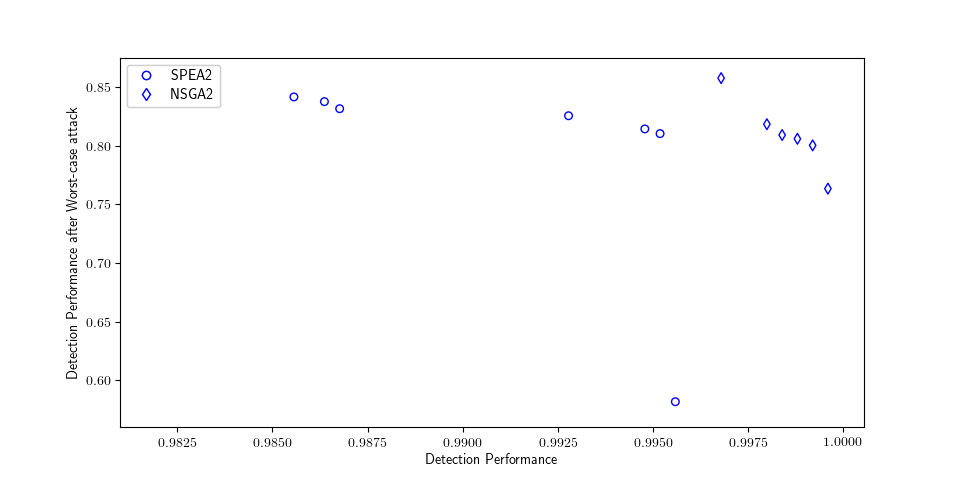 SPEA2
NSGA2
0.85
0.80
0.75
0.70
0.65
0.60
Detection Performance after Worst-case attack
0.9825 0.9850 0.9875 0.9900 0.9925 0.9950 0.9975 1.0000
Detection Performance